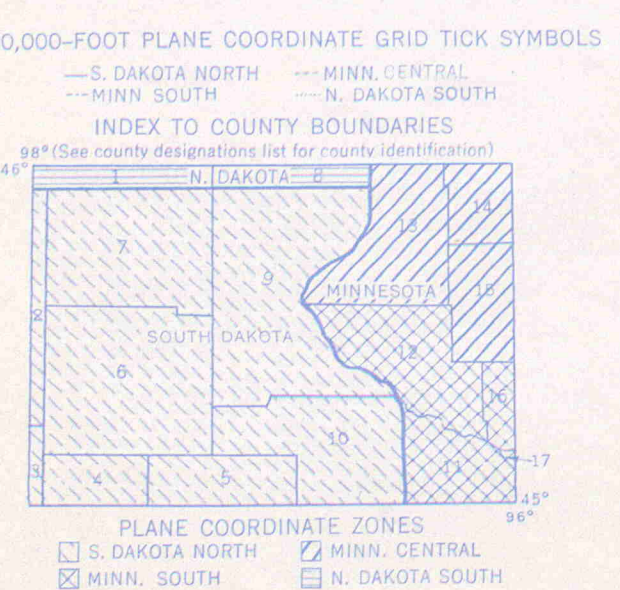 0,000–FOOT PLANE COORDINATE GRID TICK SYMBOLS
S. DAKOTA NORTH MINN. CENTRAL
MINN SOUTH N. DAKOTA SOUTH
INDEX TO COUNTY BOUNDARIES
98° (See county designations list for county identification)
46°
1 N. DAKOTA 8
14
13
7
9
15
MINNESOTA
2
SOUTH DAKOTA
12
6
16
10
17
11
3 4 5
45°
96°
PLANE COORDINATE ZONES
S. DAKOTA NORTH MINN. CENTRAL
MINN. SOUTH N. DAKOTA SOUTH